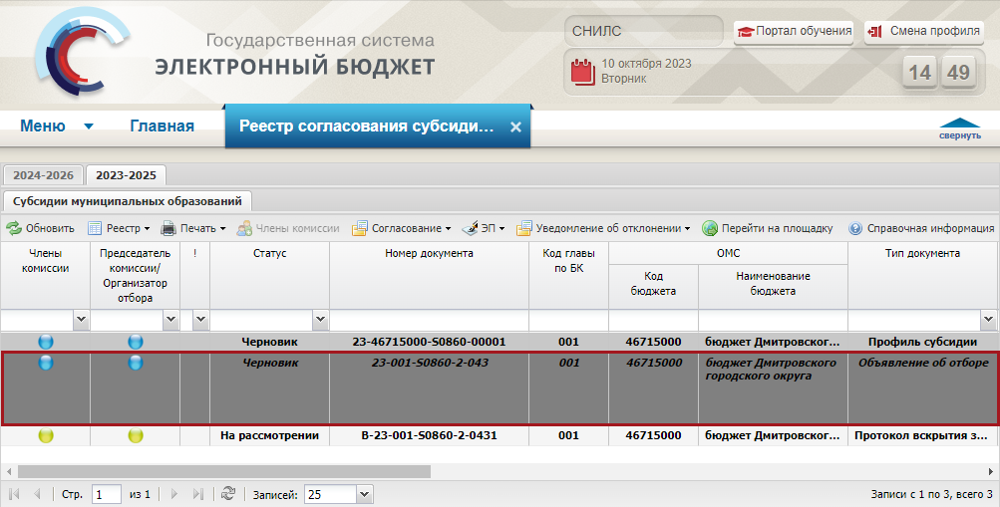 Государственная система
ЭЛЕКТРОННЫЙ БЮДЖЕТ
СНИЛС
Портал обучения
Смена профиля
10 октября 2023
Вторник
14 49
Меню
Главная
Реестр согласования субсиди...
свернуть
2024-2026
2023-2025
Субсидии муниципальных образований
Обновить Реестр Печать Члены комиссии Согласование ЭП Уведомление об отклонении Перейти на площадку Справочная информация
Члены комиссии
Председатель комиссии/ Организатор отбора
!
Статус
Номер документа
Код главы по БК
ОМС
Код бюджета
Наименование бюджета
Тип документа
Черновик 23-46715000-S0860-00001 001 46715000 бюджет Дмитровског... Профиль субсидии
Черновик 23-001-S0860-2-043 001 46715000 бюджет Дмитровского городского округа Объявление об отборе
На рассмотрении В-23-001-S0860-2-0431 001 46715000 бюджет Дмитровског... Протокол вскрытия з...
Стр. 1 из 1 Записей: 25 Записи с 1 по 3, всего 3